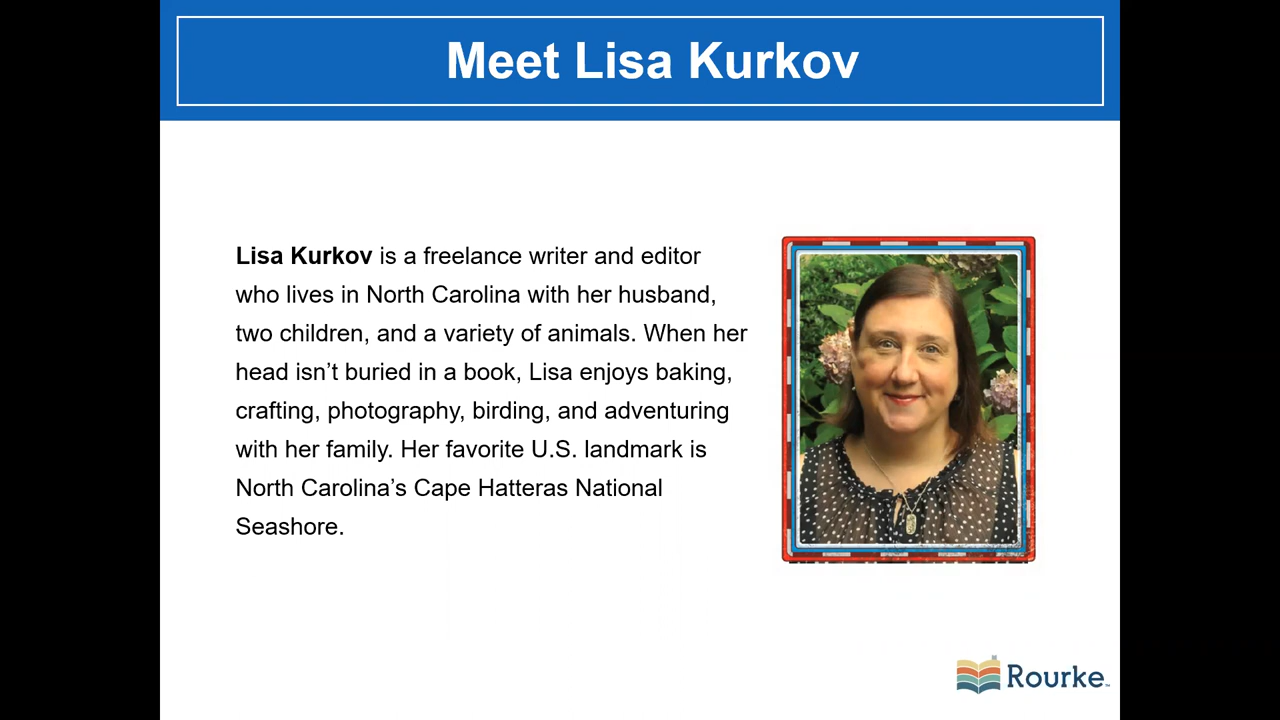 Meet Lisa Kurkov
Lisa Kurkov is a freelance writer and editor
who lives in North Carolina with her husband,
two children, and a variety of animals. When her
head isn’t buried in a book, Lisa enjoys baking,
crafting, photography, birding, and adventuring
with her family. Her favorite U.S. landmark is
North Carolina’s Cape Hatteras National
Seashore.
Rourke™